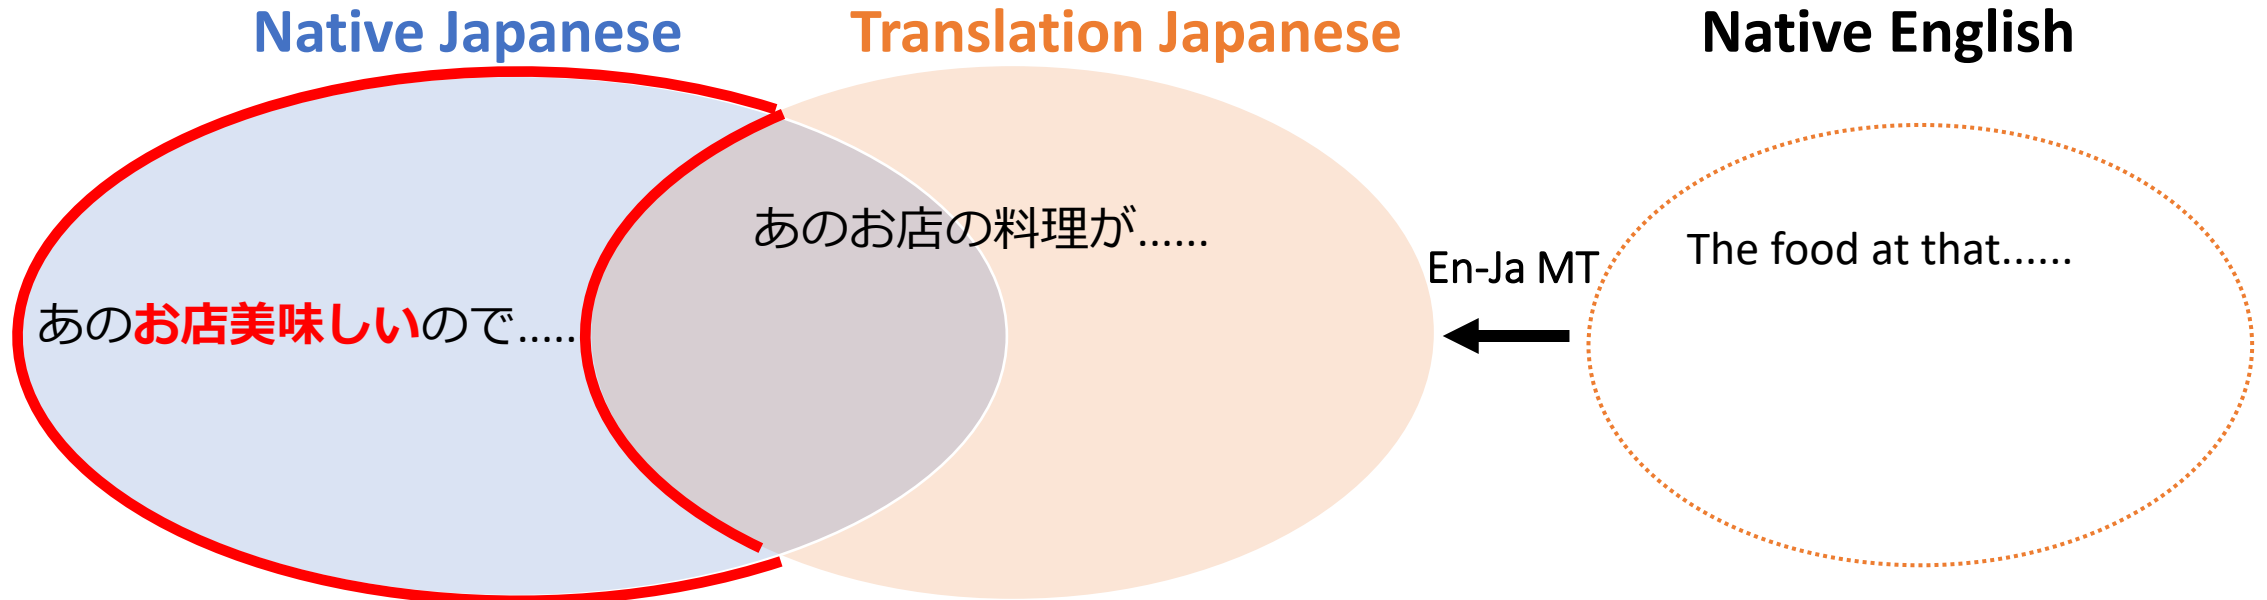 Native Japanese
Translation Japanese
Native English
あのお店の料理が......
The food at that......
En-Ja MT
あのお店美味しいので.....